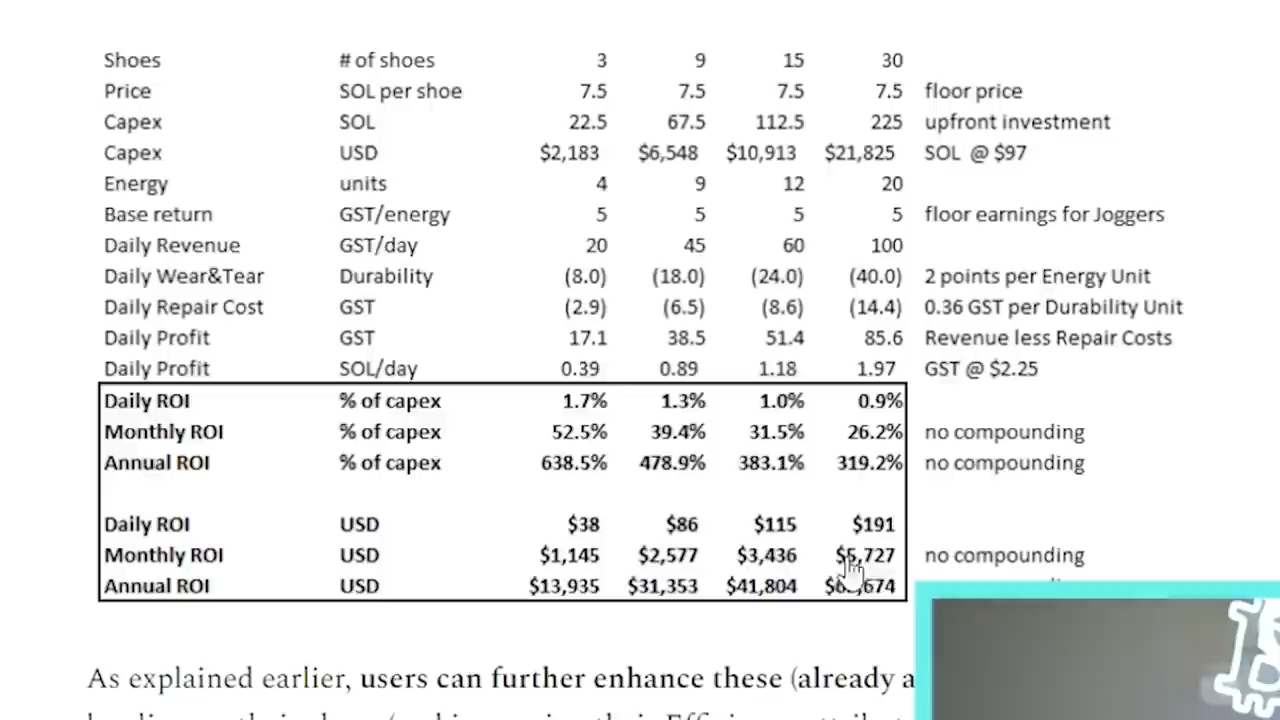 Shoes # of shoes 3 9 15 30
Price SOL per shoe 7.5 7.5 7.5 7.5 floor price
Capex SOL 22.5 67.5 112.5 225 upfront investment
Capex USD $2,183 $6,548 $10,913 $21,825 SOL @ $97
Energy units 4 9 12 20
Base return GST/energy 5 5 5 5 floor earnings for Joggers
Daily Revenue GST/day 20 45 60 100
Daily Wear&Tear Durability (8.0) (18.0) (24.0) (40.0) 2 points per Energy Unit
Daily Repair Cost GST (2.9) (6.5) (8.6) (14.4) 0.36 GST per Durability Unit
Daily Profit GST 17.1 38.5 51.4 85.6 Revenue less Repair Costs
Daily Profit SOL/day 0.39 0.89 1.18 1.97 GST @ $2.25
Daily ROI % of capex 1.7% 1.3% 1.0% 0.9%
Monthly ROI % of capex 52.5% 39.4% 31.5% 26.2% no compounding
Annual ROI % of capex 638.5% 478.9% 383.1% 319.2% no compounding
Daily ROI USD $38 $86 $115 $191
Monthly ROI USD $1,145 $2,577 $3,436 $5,727 no compounding
Annual ROI USD $13,935 $31,353 $41,804
As explained earlier, users can further enhance these (already a